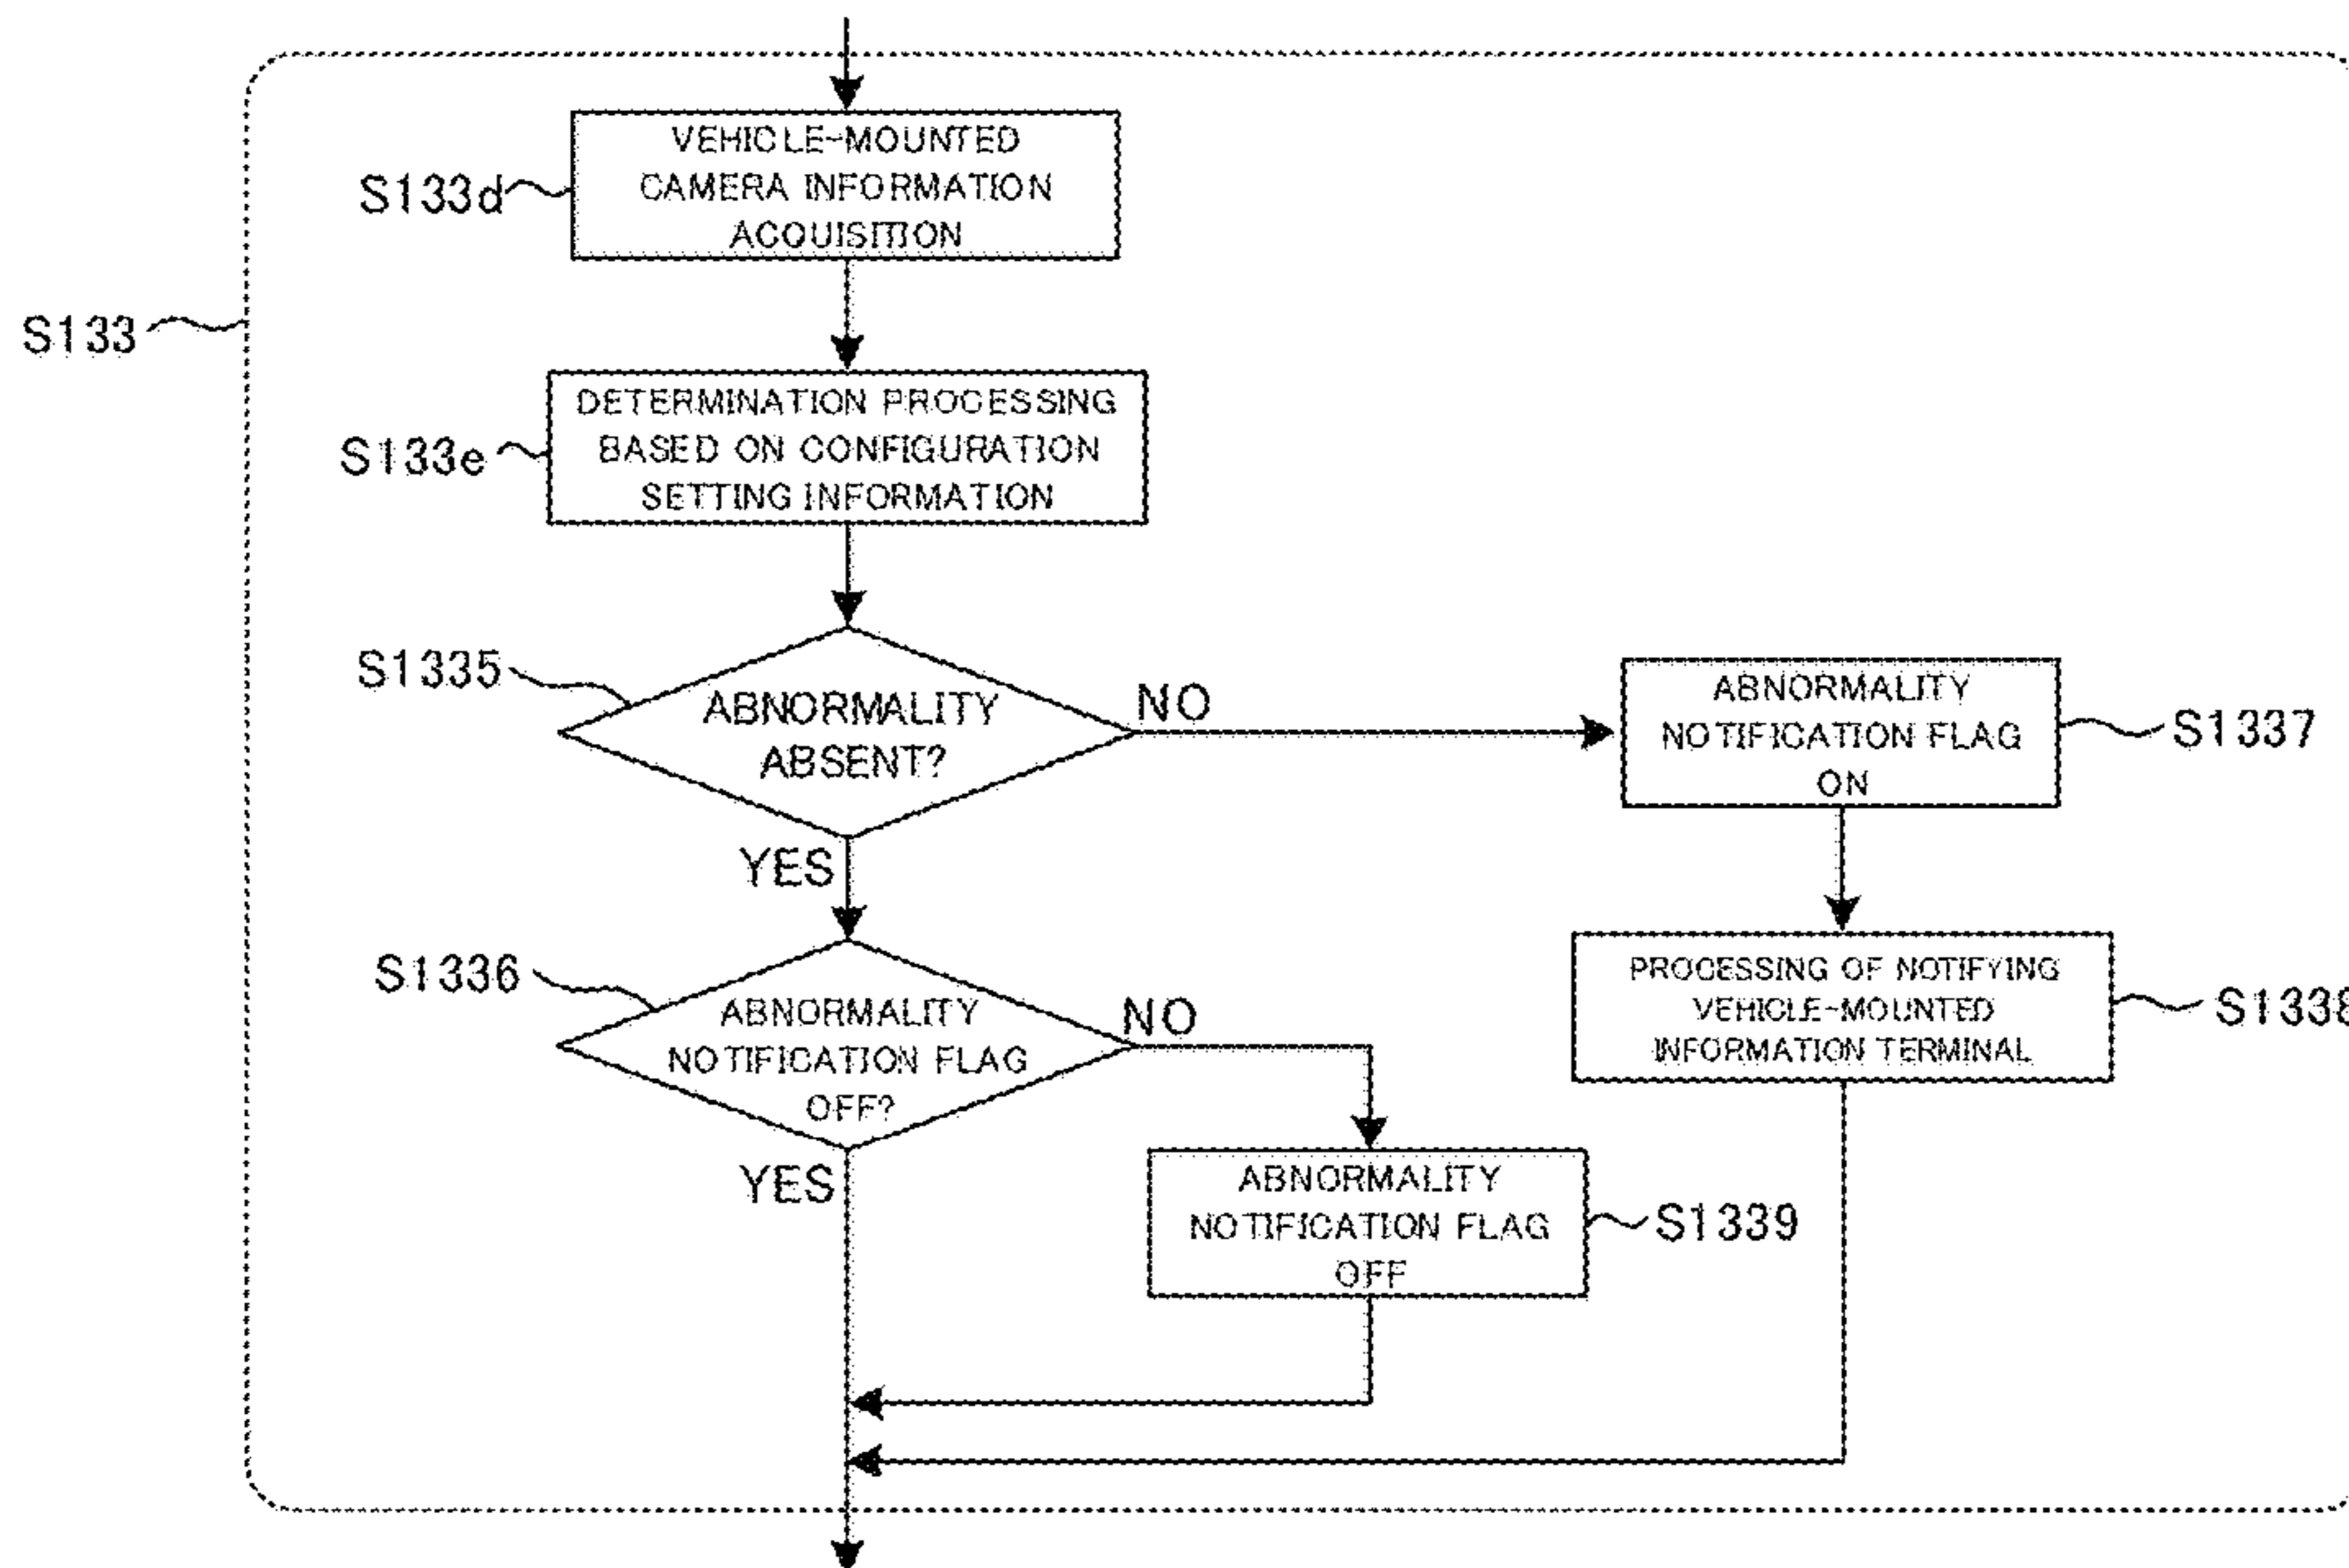 VEHICLE-MOUNTED
CAMERA INFORMATION
ACQUISITION
S133d
S133
DETERMINATION PROCESSING
BASED ON CONFIGURATION
SETTING INFORMATION
S133e
S1335
ABNORMALITY
ABSENT?
NO
YES
ABNORMALITY
NOTIFICATION FLAG
ON
S1337
S1336
ABNORMALITY
NOTIFICATION FLAG
OFF?
NO
YES
PROCESSING OF NOTIFYING
VEHICLE-MOUNTED
INFORMATION TERMINAL
S1338
ABNORMALITY
NOTIFICATION FLAG
OFF
S1339